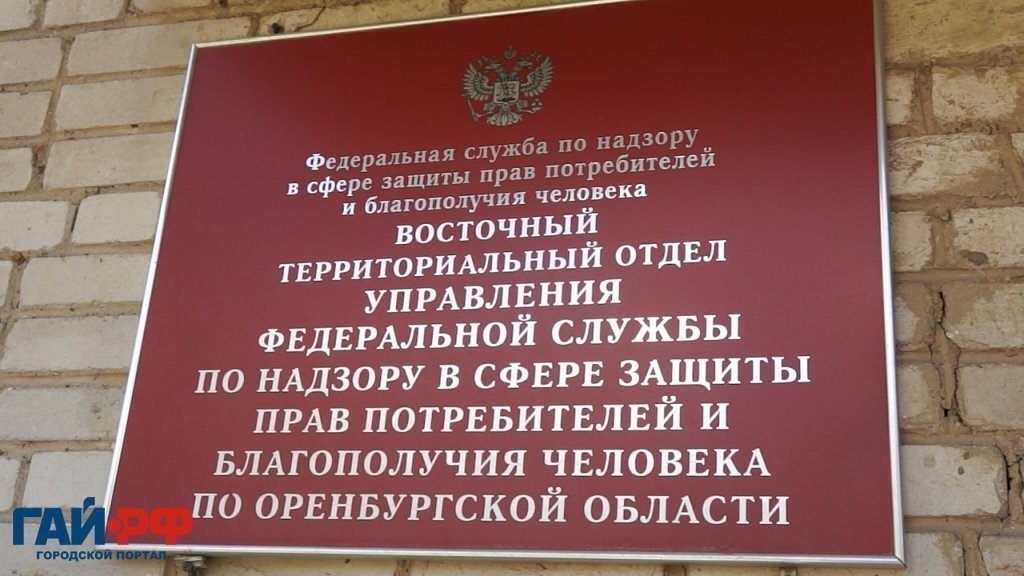 Федеральная служба по надзору
в сфере защиты прав потребителей
и благополучия человека
ВОСТОЧНЫЙ
ТЕРРИТОРИАЛЬНЫЙ ОТДЕЛ
УПРАВЛЕНИЯ
ФЕДЕРАЛЬНОЙ СЛУЖБЫ
ПО НАДЗОРУ В СФЕРЕ ЗАЩИТЫ
ПРАВ ПОТРЕБИТЕЛЕЙ И
БЛАГОПОЛУЧИЯ ЧЕЛОВЕКА
ПО ОРЕНБУРГСКОЙ ОБЛАСТИ
ГАЙ•РФ
ГОРОДСКОЙ ПОРТАЛ